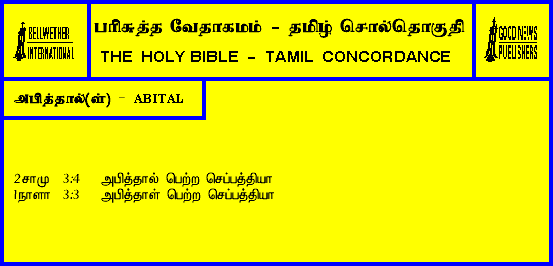 BELLWETHER
INTERNATIONAL
பரிசுத்த வேதாகமம் - தமிழ் சொல்தொகுதி
THE HOLY BIBLE - TAMIL CONCORDANCE
GOOD NEWS
PUBLISHERS
அபித்தால்(ள்) - ABITAL
2சாமு 3:4 அபித்தால் பெற்ற செப்பத்தியா
1நாளா 3:3 அபித்தாள் பெற்ற செப்பத்தியா